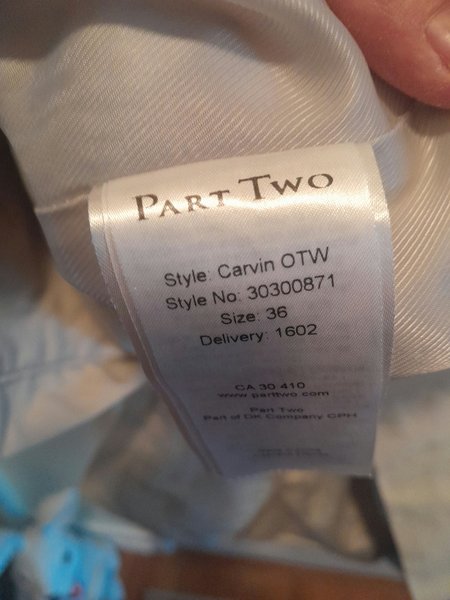 PART TWO
Style: Carvin OTW
Style No: 30300871
Size: 36
Delivery: 1602
CA 30 410
www.parttwo.com
Part Two
Part of DK Company CPH